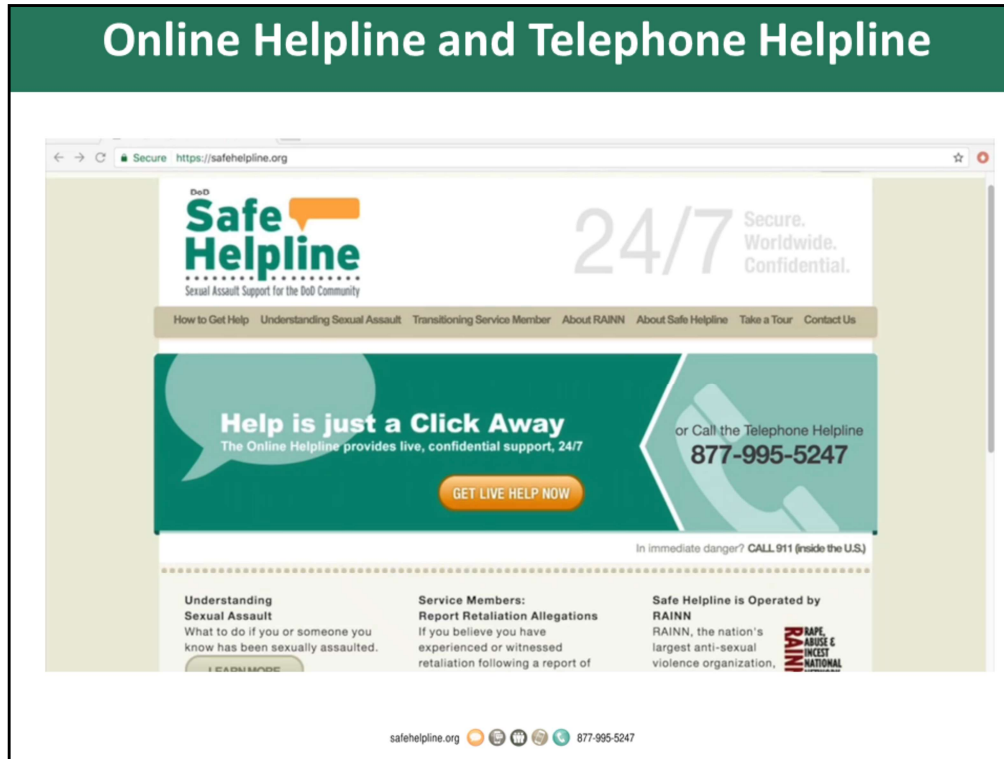 Online Helpline and Telephone Helpline
Secure https://safehelpline.org
DoD
Safe
Helpline
Sexual Assault Support for the DoD Community
24/7
Secure.
Worldwide.
Confidential.
How to Get Help Understanding Sexual Assault Transitioning Service Member About RAINN About Safe Helpline Take a Tour Contact Us
Help is just a Click Away
The Online Helpline provides live, confidential support, 24/7
GET LIVE HELP NOW
or Call the Telephone Helpline
877-995-5247
In immediate danger? CALL 911 (inside the U.S.)
Understanding
Sexual Assault
What to do if you or someone you
know has been sexually assaulted.
LEARN MORE
Service Members:
Report Retaliation Allegations
If you believe you have
experienced or witnessed
retaliation following a report of
Safe Helpline is Operated by
RAINN
RAINN, the nation's
largest anti-sexual
violence organization,
RAINN
RAPE,
ABUSE &
INCEST
NATIONAL
safehelpline.org 877-995-5247